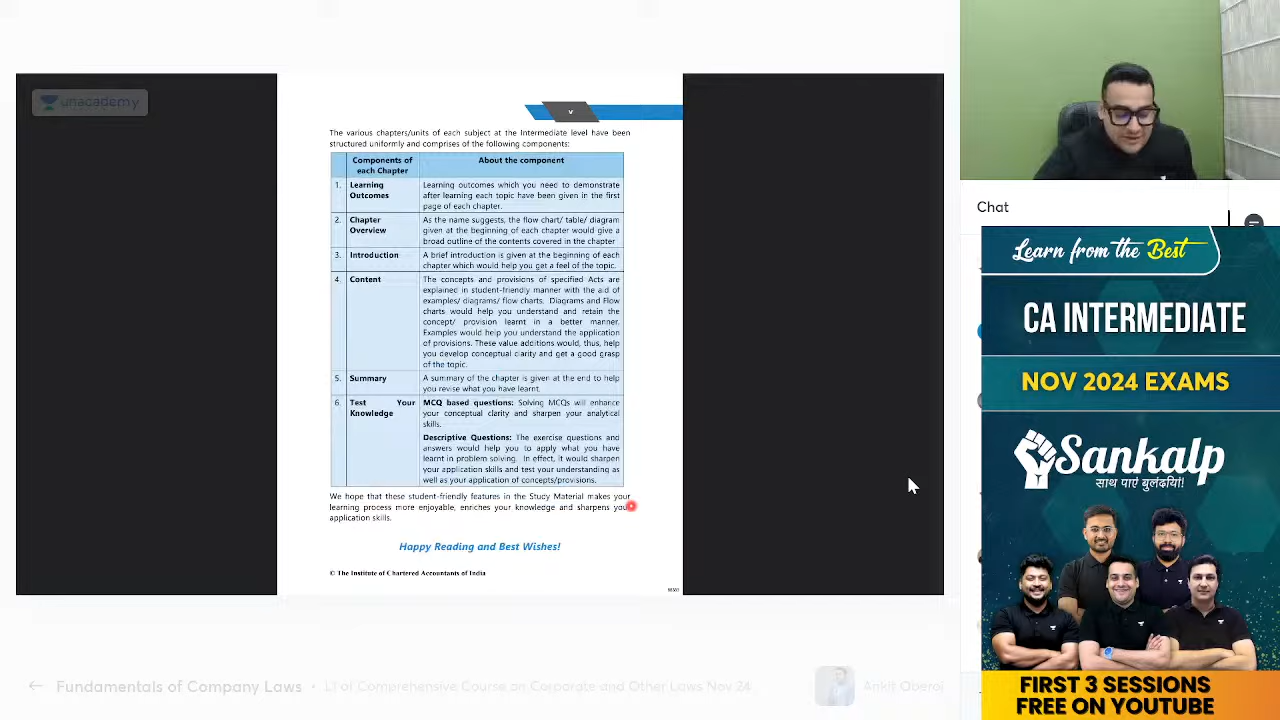 unacademy
v
The various chapters/units of each subject at the Intermediate level have been
structured uniformly and comprises of the following components:
Components of each Chapter
About the component
1.
Learning Outcomes
Learning outcomes which you need to demonstrate
after learning each topic have been given in the first
page of each chapter.
2.
Chapter Overview
As the name suggests, the flow chart/ table/ diagram
given at the beginning of each chapter would give a
broad outline of the contents covered in the chapter
3.
Introduction
A brief introduction is given at the beginning of each
chapter which would help you get a feel of the topic.
4.
Content
The concepts and provisions of specified Acts are
explained in student-friendly manner with the aid of
examples/ diagrams/ flow charts. Diagrams and Flow
charts would help you understand and retain the
concept/ provision learnt in a better manner.
Examples would help you understand the application
of provisions. These value additions would, thus, help
you develop conceptual clarity and get a good grasp
of the topic.
5.
Summary
A summary of the chapter is given at the end to help
you revise what you have learnt.
6.
Test Your Knowledge
MCQ based questions: Solving MCQs will enhance
your conceptual clarity and sharpen your analytical
skills.
Descriptive Questions: The exercise questions and
answers would help you to apply what you have
learnt in problem solving. In effect, it would sharpen
your application skills and test your understanding as
well as your application of concepts/provisions.
We hope that these student-friendly features in the Study Material makes your
learning process more enjoyable, enriches your knowledge and sharpens your
application skills.
Happy Reading and Best Wishes!
© The Institute of Chartered Accountants of India
Fundamentals of Company Laws • L1 of Comprehensive Course on Corporate and Other Laws Nov 24
Ankit Oberoi
Chat
Learn from the Best
CA INTERMEDIATE
NOV 2024 EXAMS
Sankalp
साथ पाएं बुलंदियां!
FIRST 3 SESSIONS
FREE ON YOUTUBE